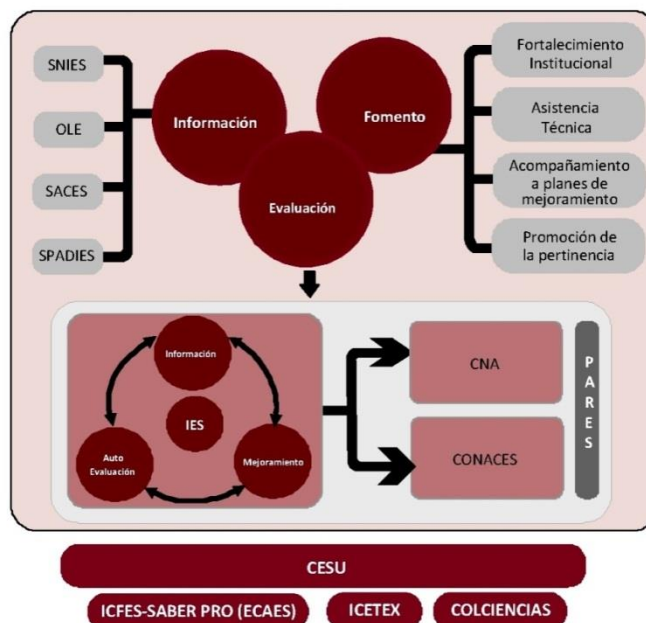 SNIES
OLE
SACES
SPADIES
Información
Fomento
Evaluación
Fortalecimiento
Institucional
Asistencia
Técnica
Acompañamiento
a planes de
mejoramiento
Promoción de
la pertinencia
Información
IES
Auto
Evaluación
Mejoramiento
CNA
CONACES
PARES
CESU
ICFES-SABER PRO (ECAES)
ICETEX
COLCIENCIAS